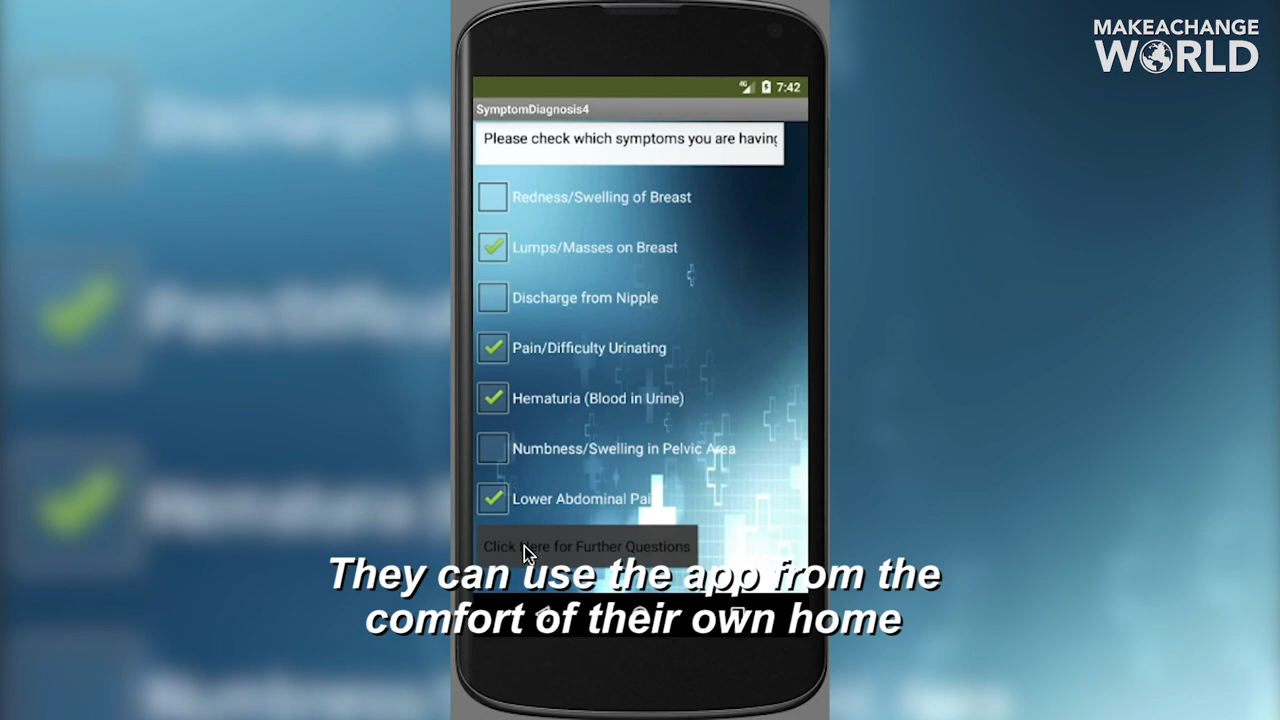 MAKEACHANGE
WORLD
7:42
SymptomDiagnosis4
Please check which symptoms you are having
Redness/Swelling of Breast
Lumps/Masses on Breast
Discharge from Nipple
Pain/Difficulty Urinating
Hematuria (Blood in Urine)
Numbness/Swelling in Pelvic Area
Lower Abdominal Pai
Click Here for Further Questions
They can use the app from the
comfort of their own home